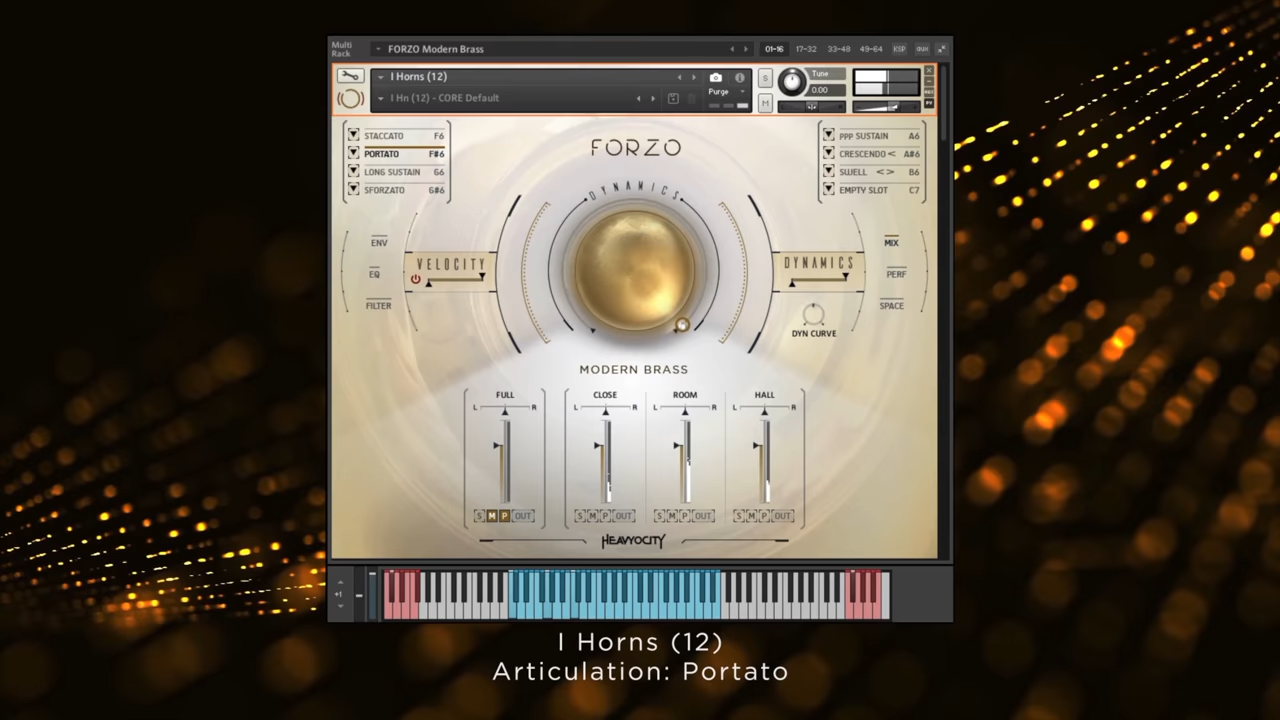 Multi Rack
FORZO Modern Brass
01-16 17-32 33-48 49-64 KSP aux
I Horns (12)
I Hn (12) - CORE Default
Purge
S
M
Tune
0.00
STACCATO F6
PORTATO F#6
LONG SUSTAIN G6
SFORZATO G#6
FORZO
PPP SUSTAIN A6
CRESCENDO < A#6
SWELL < > B6
EMPTY SLOT C7
DYNAMICS
ENV
EQ
FILTER
VELOCITY
DYNAMICS
DYN CURVE
MIX
PERF
SPACE
MODERN BRASS
FULL CLOSE ROOM HALL
L R L R L R L R
S M P OUT S M P OUT S M P OUT S M P OUT
HEAVYOCITY
+1
I Horns (12)
Articulation: Portato